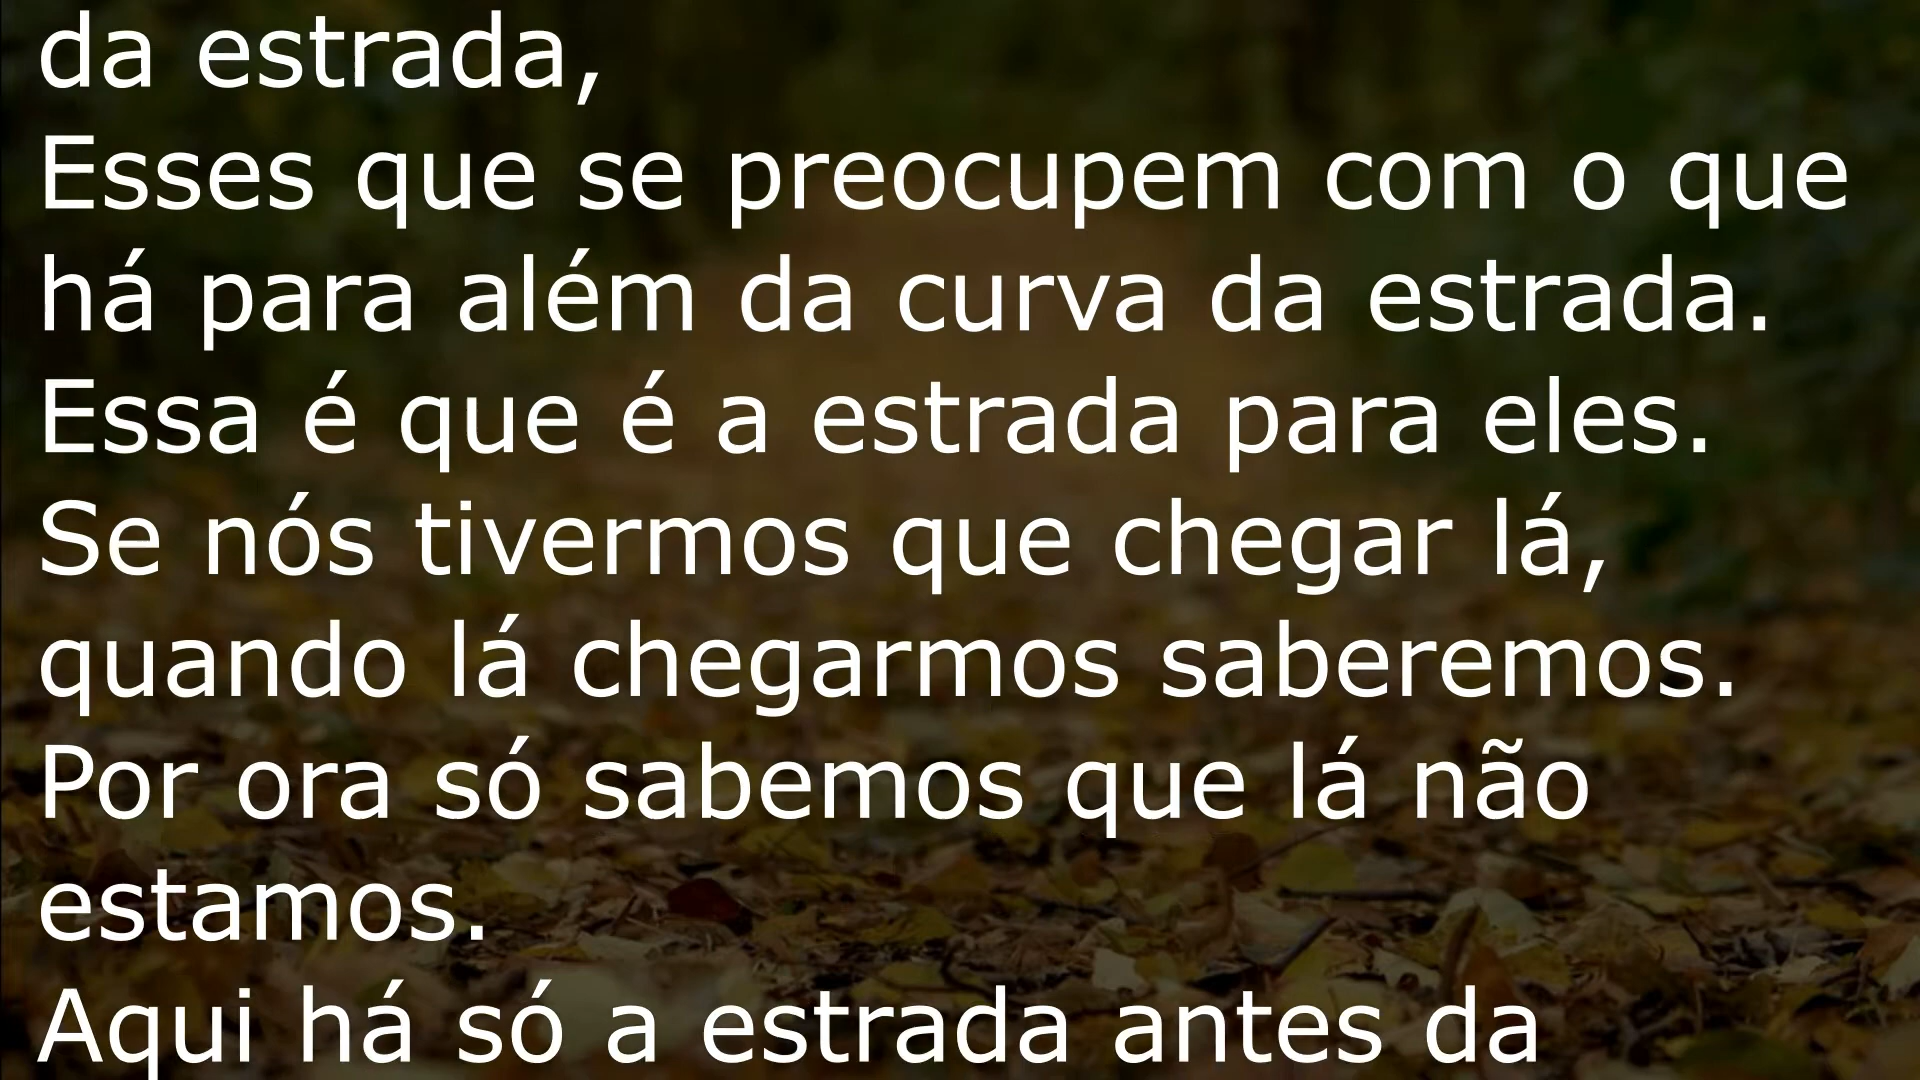 da estrada,
Esses que se preocupem com o que
há para além da curva da estrada.
Essa é que é a estrada para eles.
Se nós tivermos que chegar lá,
quando lá chegarmos saberemos.
Por ora só sabemos que lá não
estamos.
Aqui há só a estrada antes da